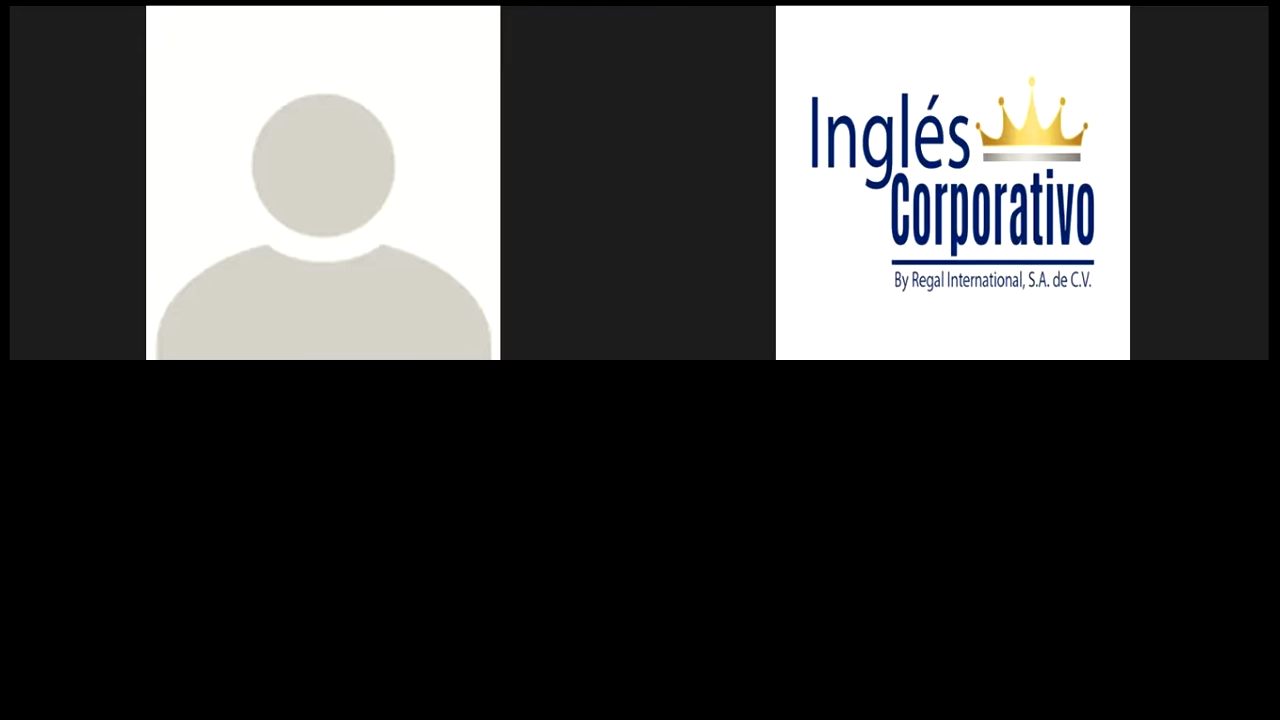 Inglés
Corporativo
By Regal International, S.A. de C.V.